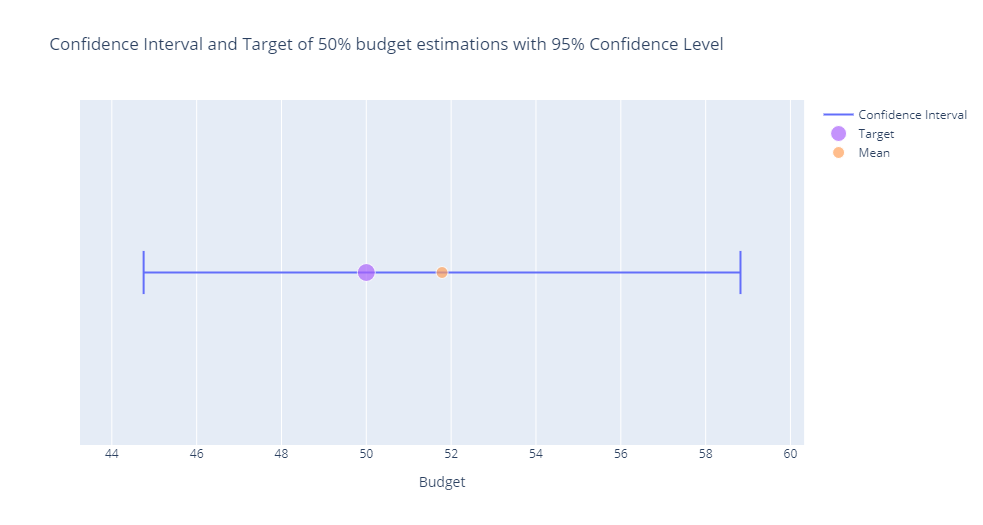 Confidence Interval and Target of 50% budget estimations with 95% Confidence Level
Confidence Interval
Target
Mean
44 46 48 50 52 54 56 58 60
Budget